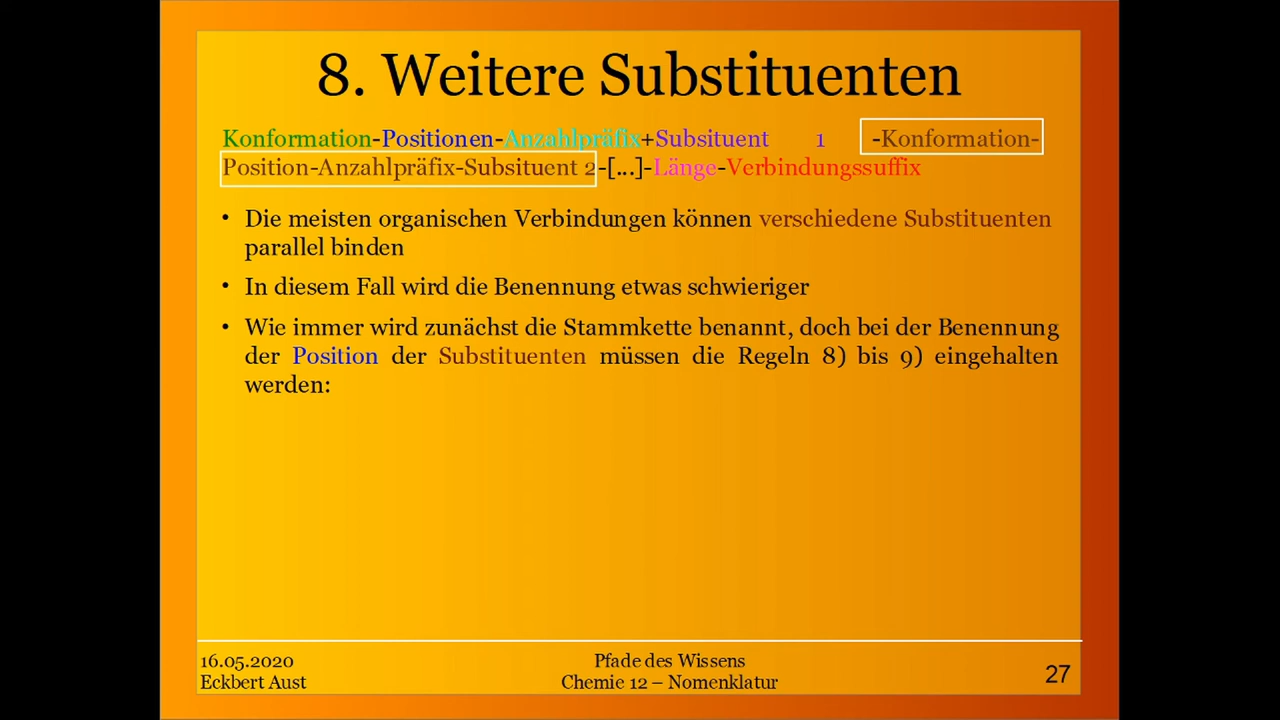 8. Weitere Substituenten
Konformation-Positionen-Anzahlpräfix+Subsituent 1 -Konformation-
Position-Anzahlpräfix-Subsituent 2-[...]-Länge-Verbindungssuffix
• Die meisten organischen Verbindungen können verschiedene Substituenten
parallel binden
• In diesem Fall wird die Benennung etwas schwieriger
• Wie immer wird zunächst die Stammkette benannt, doch bei der Benennung
der Position der Substituenten müssen die Regeln 8) bis 9) eingehalten
werden:
16.05.2020
Eckbert Aust
Pfade des Wissens
Chemie 12 – Nomenklatur
27